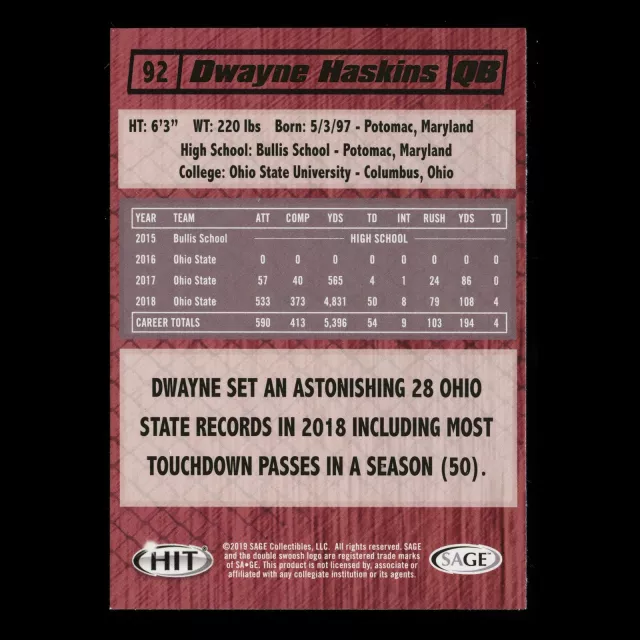 92 Dwayne Haskins QB
HT: 6'3" WT: 220 lbs Born: 5/3/97 - Potomac, Maryland
High School: Bullis School - Potomac, Maryland
College: Ohio State University - Columbus, Ohio
YEAR TEAM ATT COMP YDS TD INT RUSH YDS TD
2015 Bullis School HIGH SCHOOL
2016 Ohio State 0 0 0 0 0 0 0 0
2017 Ohio State 57 40 565 4 1 24 86 0
2018 Ohio State 533 373 4,831 50 8 79 108 4
CAREER TOTALS 590 413 5,396 54 9 103 194 4
DWAYNE SET AN ASTONISHING 28 OHIO
STATE RECORDS IN 2018 INCLUDING MOST
TOUCHDOWN PASSES IN A SEASON (50).
HIT
©2019 SAGE Collectibles, LLC. All rights reserved. SAGE
and the double swoosh logo are registered trade marks
of SA•GE. This product is not licensed by, associate or
affiliated with any collegiate institution or its agents.
SAGE